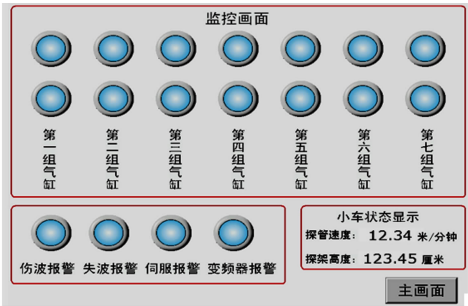 监控画面
第一组气缸
第二组气缸
第三组气缸
第四组气缸
第五组气缸
第六组气缸
第七组气缸
伤波报警
失波报警
伺服报警
变频器报警
小车状态显示
探管速度: 12.34 米/分钟
探架高度: 123.45 厘米
主画面